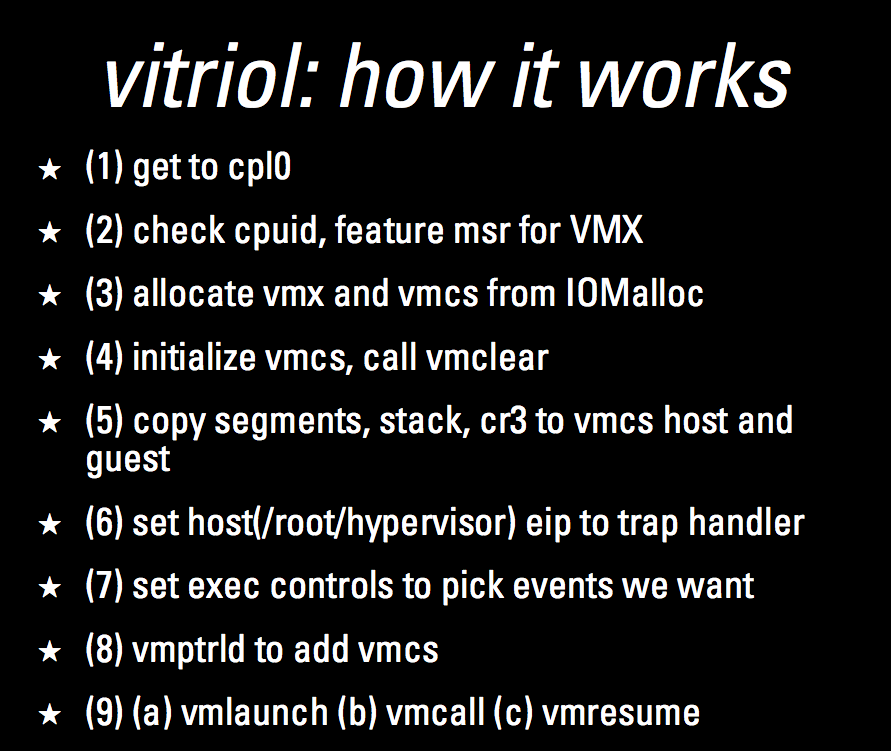 vitriol: how it works
★ (1) get to cpl0
★ (2) check cpuid, feature msr for VMX
★ (3) allocate vmx and vmcs from IOMalloc
★ (4) initialize vmcs, call vmclear
★ (5) copy segments, stack, cr3 to vmcs host and
guest
★ (6) set host(/root/hypervisor) eip to trap handler
★ (7) set exec controls to pick events we want
★ (8) vmptrld to add vmcs
★ (9) (a) vmlaunch (b) vmcall (c) vmresume